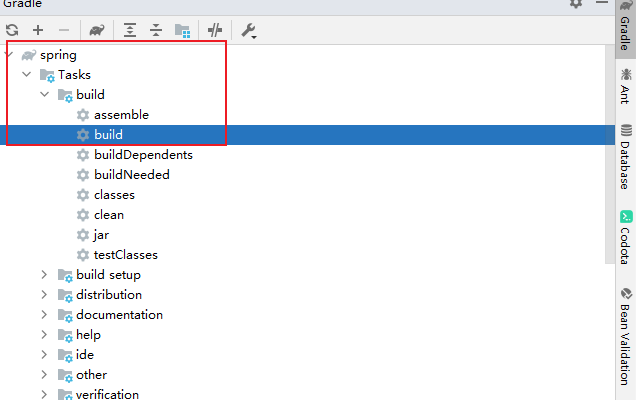 Gradle
spring
Tasks
build
assemble
build
buildDependents
buildNeeded
classes
clean
jar
testClasses
build setup
distribution
documentation
help
ide
other
verification
Gradle
Ant
Database
Codota
Bean Validation